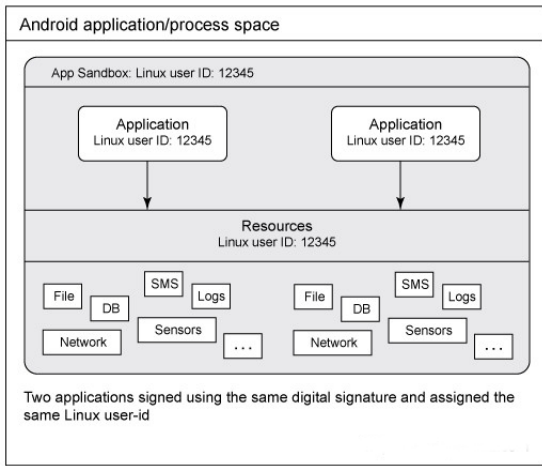 Android application/process space
App Sandbox: Linux user ID: 12345
Application
Linux user ID: 12345
Application
Linux user ID: 12345
Resources
Linux user ID: 12345
File
DB
SMS
Logs
Network
Sensors
...
File
DB
SMS
Logs
Network
Sensors
...
Two applications signed using the same digital signature and assigned the
same Linux user-id